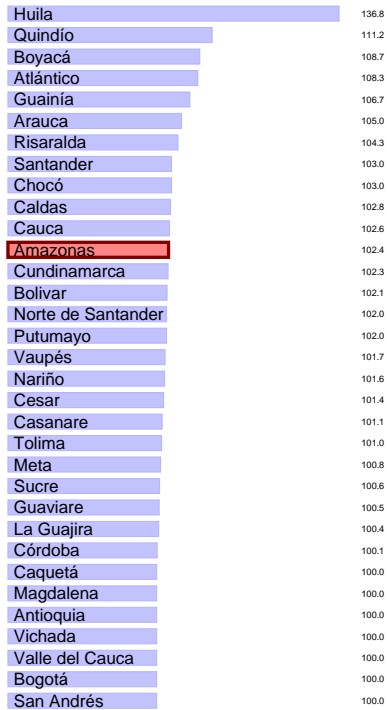 Huila 136.8
Quindío 111.2
Boyacá 108.7
Atlántico 108.3
Guainía 106.7
Arauca 105.0
Risaralda 104.3
Santander 103.0
Chocó 103.0
Caldas 102.8
Cauca 102.6
Amazonas 102.4
Cundinamarca 102.3
Bolivar 102.1
Norte de Santander 102.0
Putumayo 102.0
Vaupés 101.7
Nariño 101.6
Cesar 101.4
Casanare 101.1
Tolima 101.0
Meta 100.8
Sucre 100.6
Guaviare 100.5
La Guajira 100.4
Córdoba 100.1
Caquetá 100.0
Magdalena 100.0
Antioquia 100.0
Vichada 100.0
Valle del Cauca 100.0
Bogotá 100.0
San Andrés 100.0